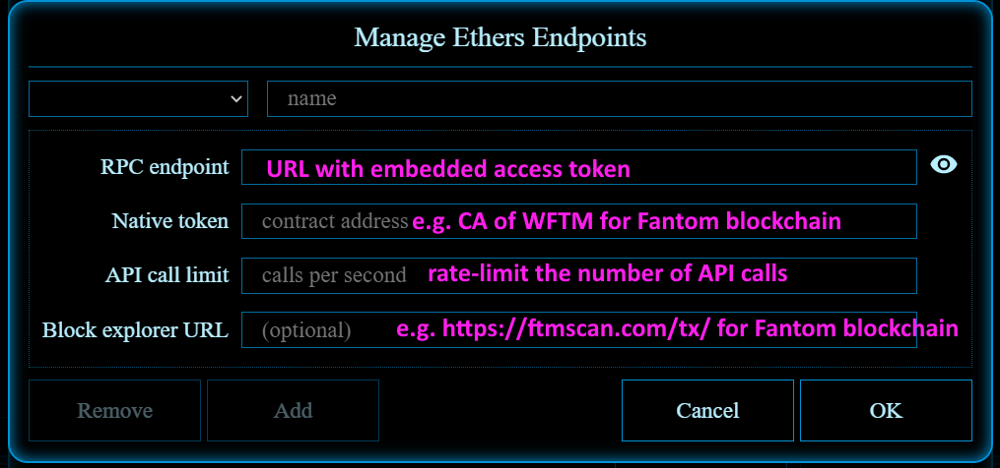 Manage Ethers Endpoints
name
RPC endpoint URL with embedded access token
Native token contract address e.g. CA of WFTM for Fantom blockchain
API call limit calls per second rate-limit the number of API calls
Block explorer URL (optional) e.g. https://ftmscan.com/tx/ for Fantom blockchain
Remove Add Cancel OK